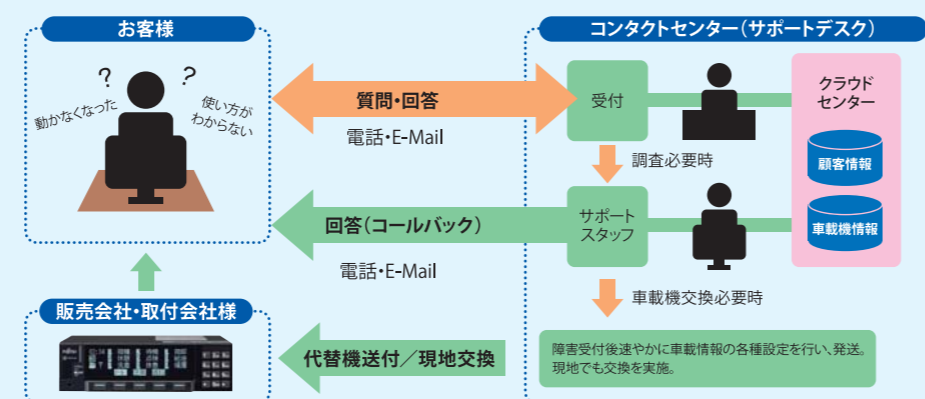 お客様
?
?
動かなくなった
使い方が
わからない
質問・回答
電話・E-Mail
回答(コールバック)
電話・E-Mail
販売会社・取付会社様
代替機送付/現地交換
コンタクトセンター(サポートデスク)
受付
調査必要時
サポート
スタッフ
車載機交換必要時
クラウド
センター
顧客情報
車載機情報
障害受付後速やかに車載情報の各種設定を行い、発送。
現地でも交換を実施。